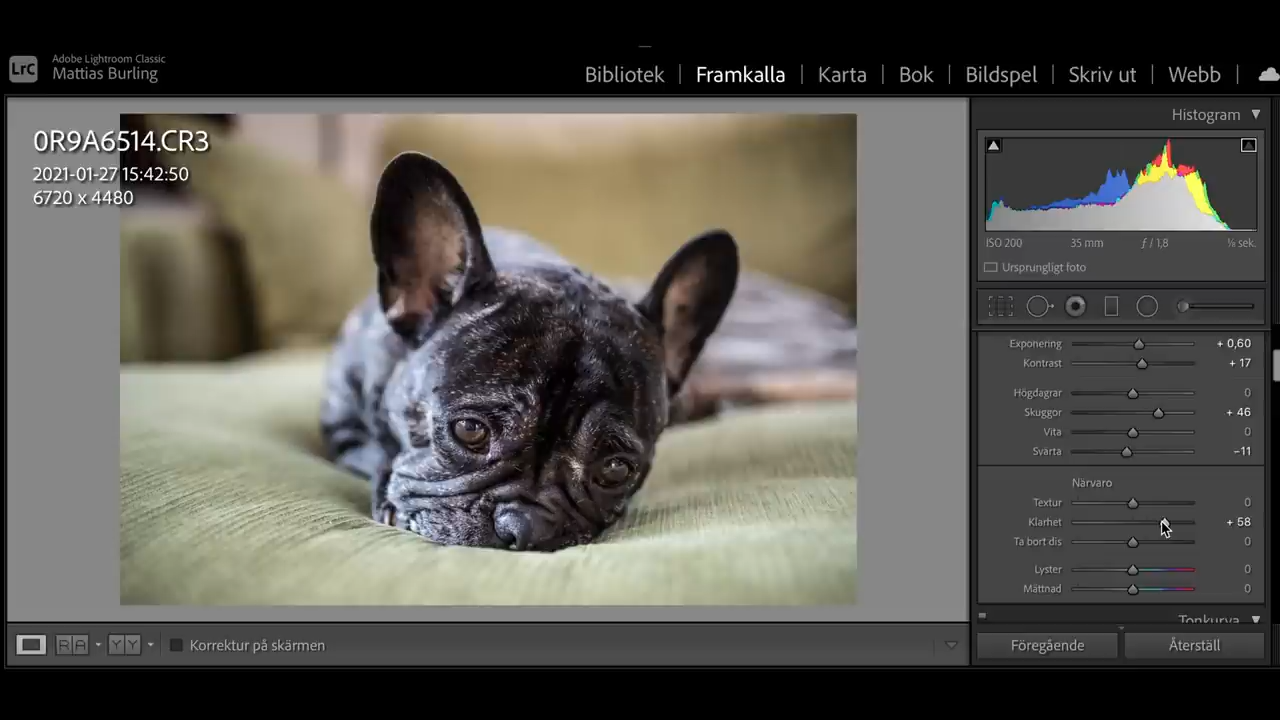 LrC
Adobe Lightroom Classic
Mattias Burling
Bibliotek
Framkalla
Karta
Bok
Bildspel
Skriv ut
Webb
0R9A6514.CR3
2021-01-27 15:42:50
6720 x 4480
Histogram
ISO 200 35 mm ƒ / 1,8 ⅛ sek.
Ursprungligt foto
Exponering + 0,60
Kontrast + 17
Högdagrar 0
Skuggor + 46
Vita 0
Svarta −11
Närvaro
Textur 0
Klarhet + 58
Ta bort dis 0
Lyster 0
Mättnad 0
Tonkurva
R A Y Y Korrektur på skärmen
Föregående Återställ